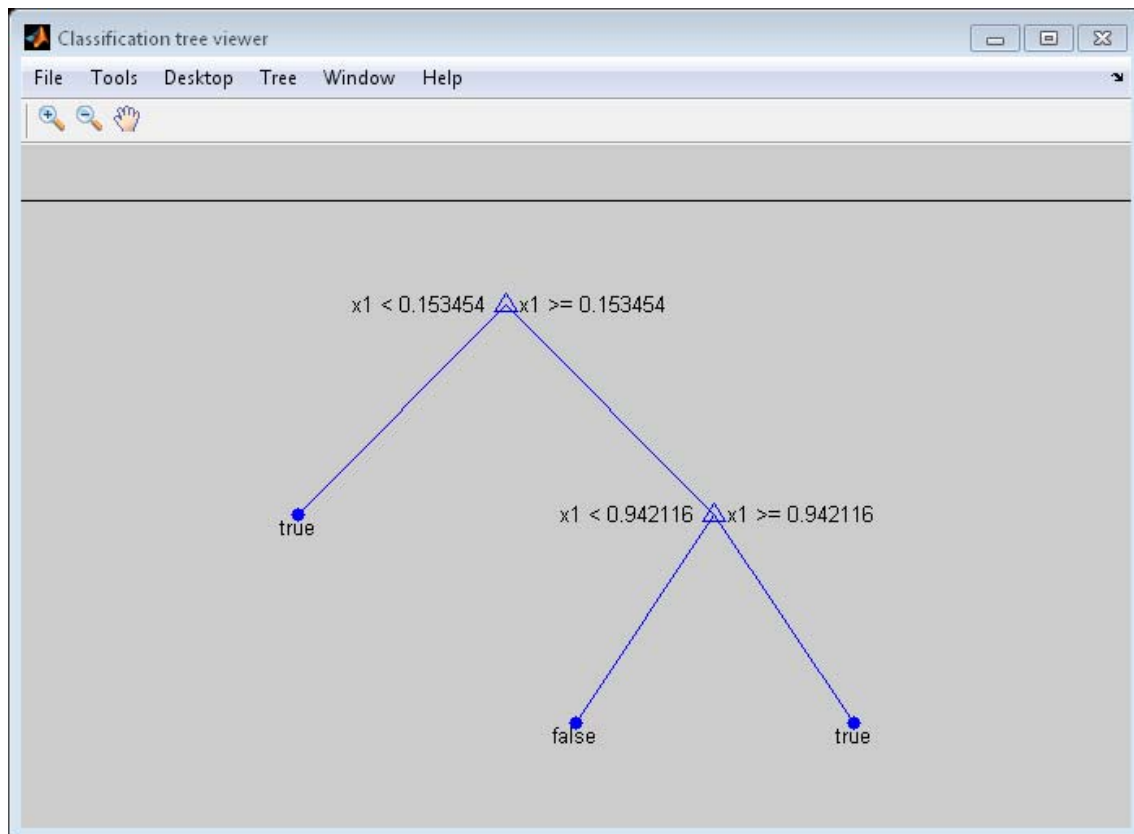 Classification tree viewer
File Tools Desktop Tree Window Help
x1 < 0.153454 x1 >= 0.153454
true
x1 < 0.942116 x1 >= 0.942116
false
true